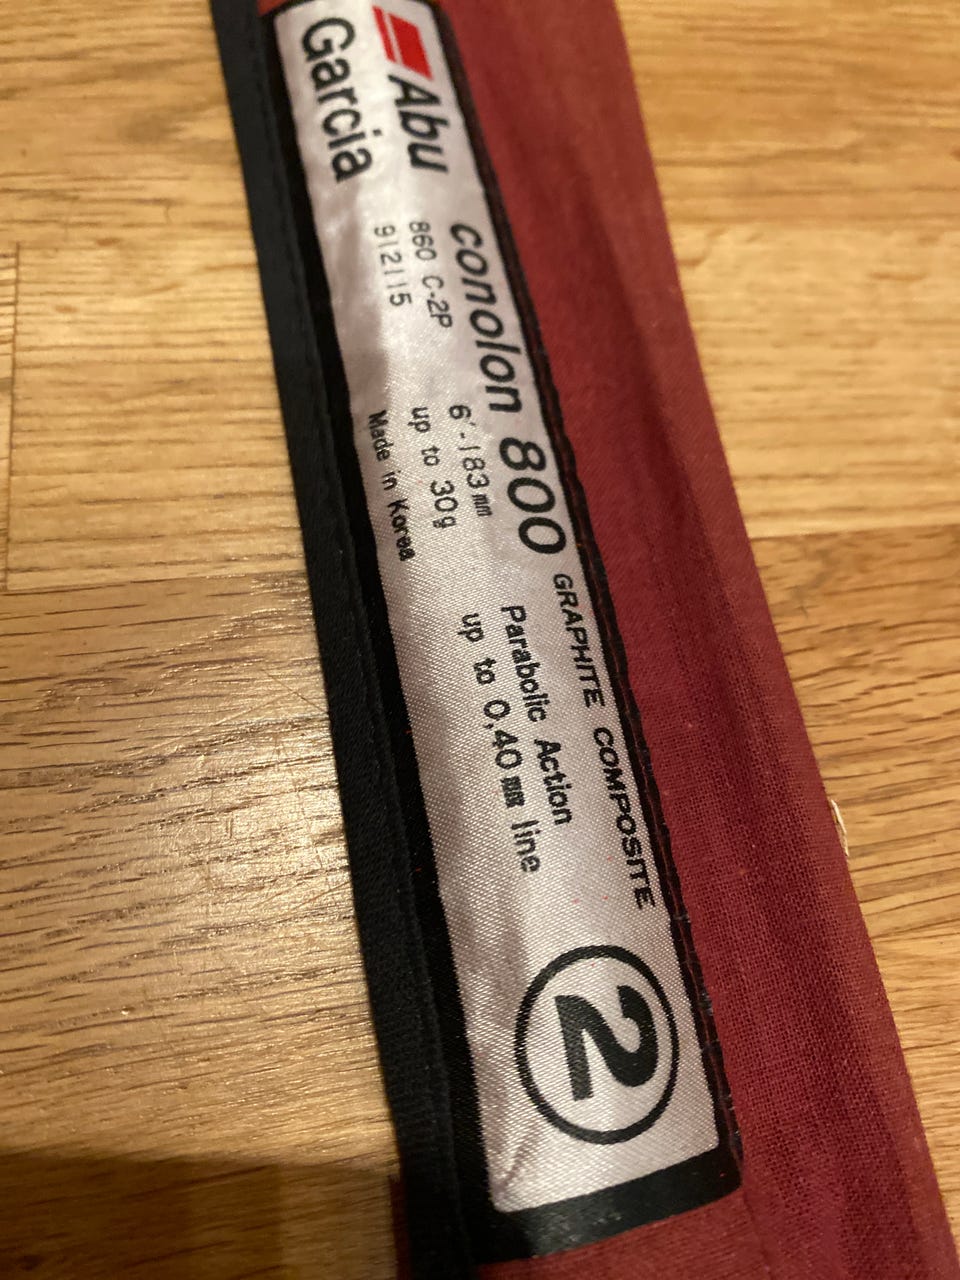 Abu
Garcia
conolon 800 GRAPHITE COMPOSITE
860 C-2P
912115
6'-183mm
up to 30g
Made in Korea
Parabolic Action
up to 0,40mm line
2